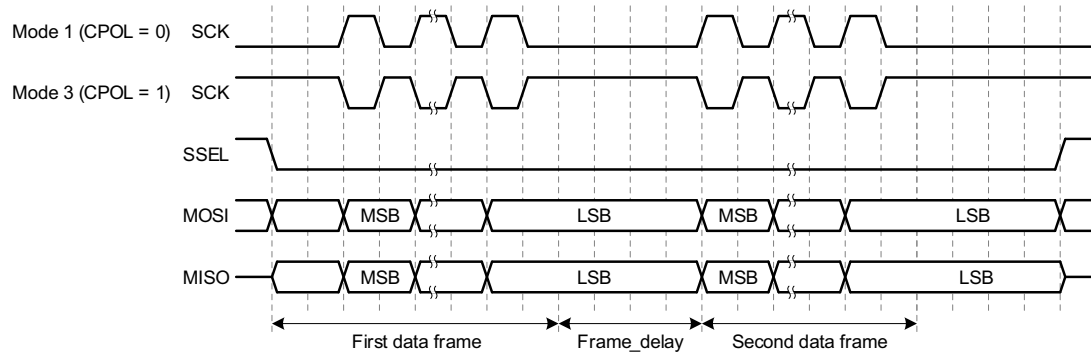 Mode 1 (CPOL = 0) SCK
Mode 3 (CPOL = 1) SCK
SSEL
MOSI MSB LSB MSB LSB
MISO MSB LSB MSB LSB
First data frame Frame_delay Second data frame